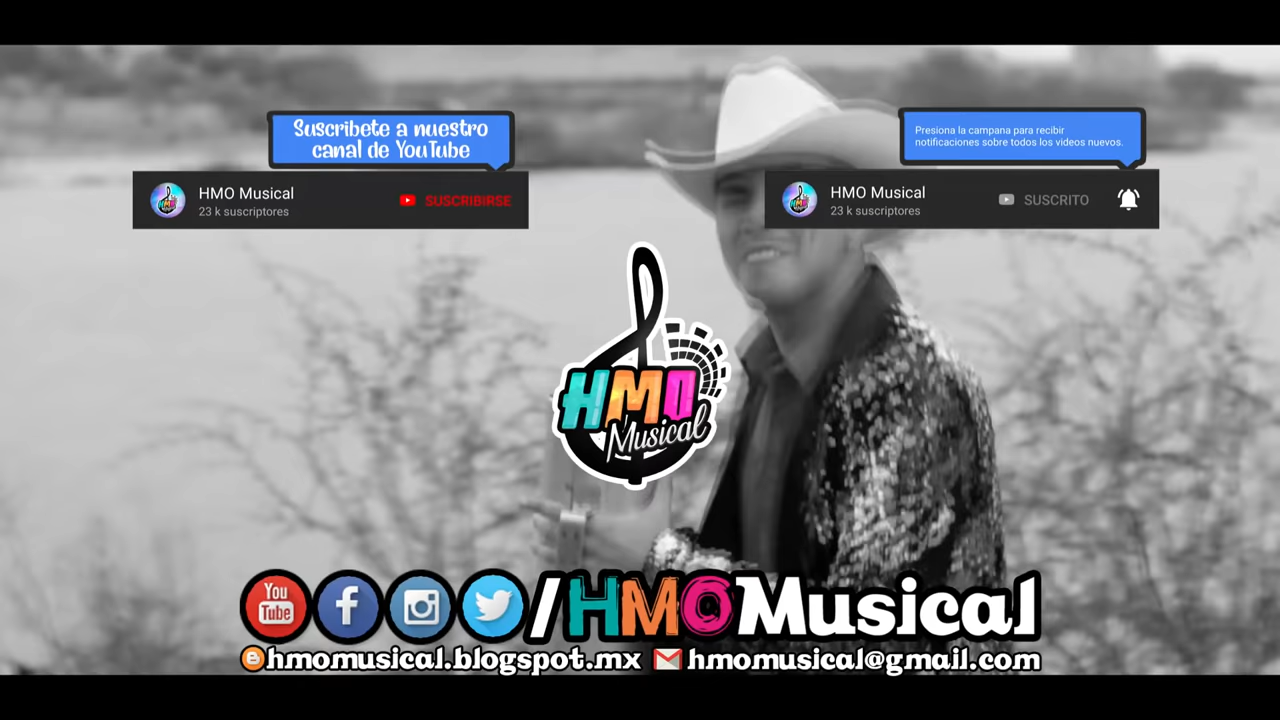 Suscribete a nuestro
canal de YouTube
HMO Musical
23 k suscriptores
SUSCRIBIRSE
Presiona la campana para recibir
notificaciones sobre todos los videos nuevos.
HMO Musical
23 k suscriptores
SUSCRITO
HMO
Musical
You
Tube
/HMOMusical
hmomusical.blogspot.mx
hmomusical@gmail.com